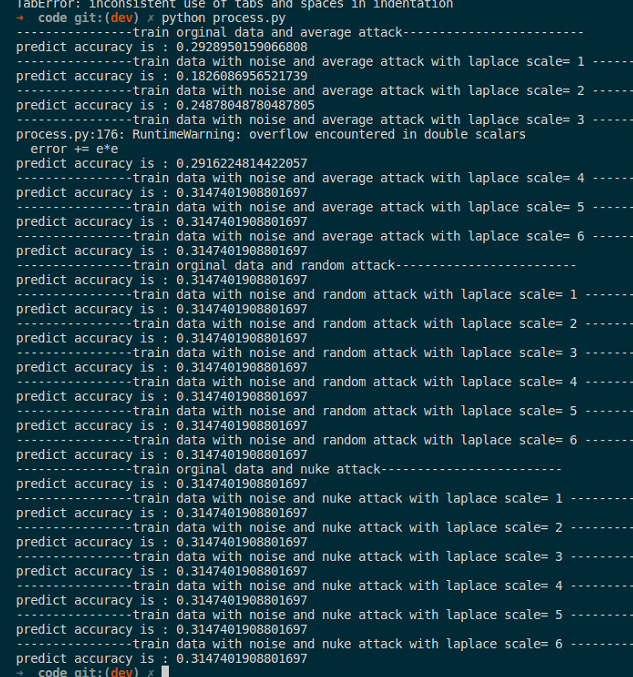 TabError: inconsistent use of tabs and spaces in indentation
➜  code git:(dev) ✗ python process.py
----------------train orginal data and average attack-------------------------
predict accuracy is : 0.2928950159066808
----------------train data with noise and average attack with laplace scale= 1 ------
predict accuracy is : 0.1826086956521739
----------------train data with noise and average attack with laplace scale= 2 ------
predict accuracy is : 0.24878048780487805
----------------train data with noise and average attack with laplace scale= 3 ------
process.py:176: RuntimeWarning: overflow encountered in double scalars
  error += e*e
predict accuracy is : 0.2916224814422057
----------------train data with noise and average attack with laplace scale= 4 ------
predict accuracy is : 0.3147401908801697
----------------train data with noise and average attack with laplace scale= 5 ------
predict accuracy is : 0.3147401908801697
----------------train data with noise and average attack with laplace scale= 6 ------
predict accuracy is : 0.3147401908801697
----------------train orginal data and random attack-------------------------
predict accuracy is : 0.3147401908801697
----------------train data with noise and random attack with laplace scale= 1 -------
predict accuracy is : 0.3147401908801697
----------------train data with noise and random attack with laplace scale= 2 -------
predict accuracy is : 0.3147401908801697
----------------train data with noise and random attack with laplace scale= 3 -------
predict accuracy is : 0.3147401908801697
----------------train data with noise and random attack with laplace scale= 4 -------
predict accuracy is : 0.3147401908801697
----------------train data with noise and random attack with laplace scale= 5 -------
predict accuracy is : 0.3147401908801697
----------------train data with noise and random attack with laplace scale= 6 -------
predict accuracy is : 0.3147401908801697
----------------train orginal data and nuke attack-------------------------
predict accuracy is : 0.3147401908801697
----------------train data with noise and nuke attack with laplace scale= 1 ---------
predict accuracy is : 0.3147401908801697
----------------train data with noise and nuke attack with laplace scale= 2 ---------
predict accuracy is : 0.3147401908801697
----------------train data with noise and nuke attack with laplace scale= 3 ---------
predict accuracy is : 0.3147401908801697
----------------train data with noise and nuke attack with laplace scale= 4 ---------
predict accuracy is : 0.3147401908801697
----------------train data with noise and nuke attack with laplace scale= 5 ---------
predict accuracy is : 0.3147401908801697
----------------train data with noise and nuke attack with laplace scale= 6 ---------
predict accuracy is : 0.3147401908801697
➜  code git:(dev) ✗